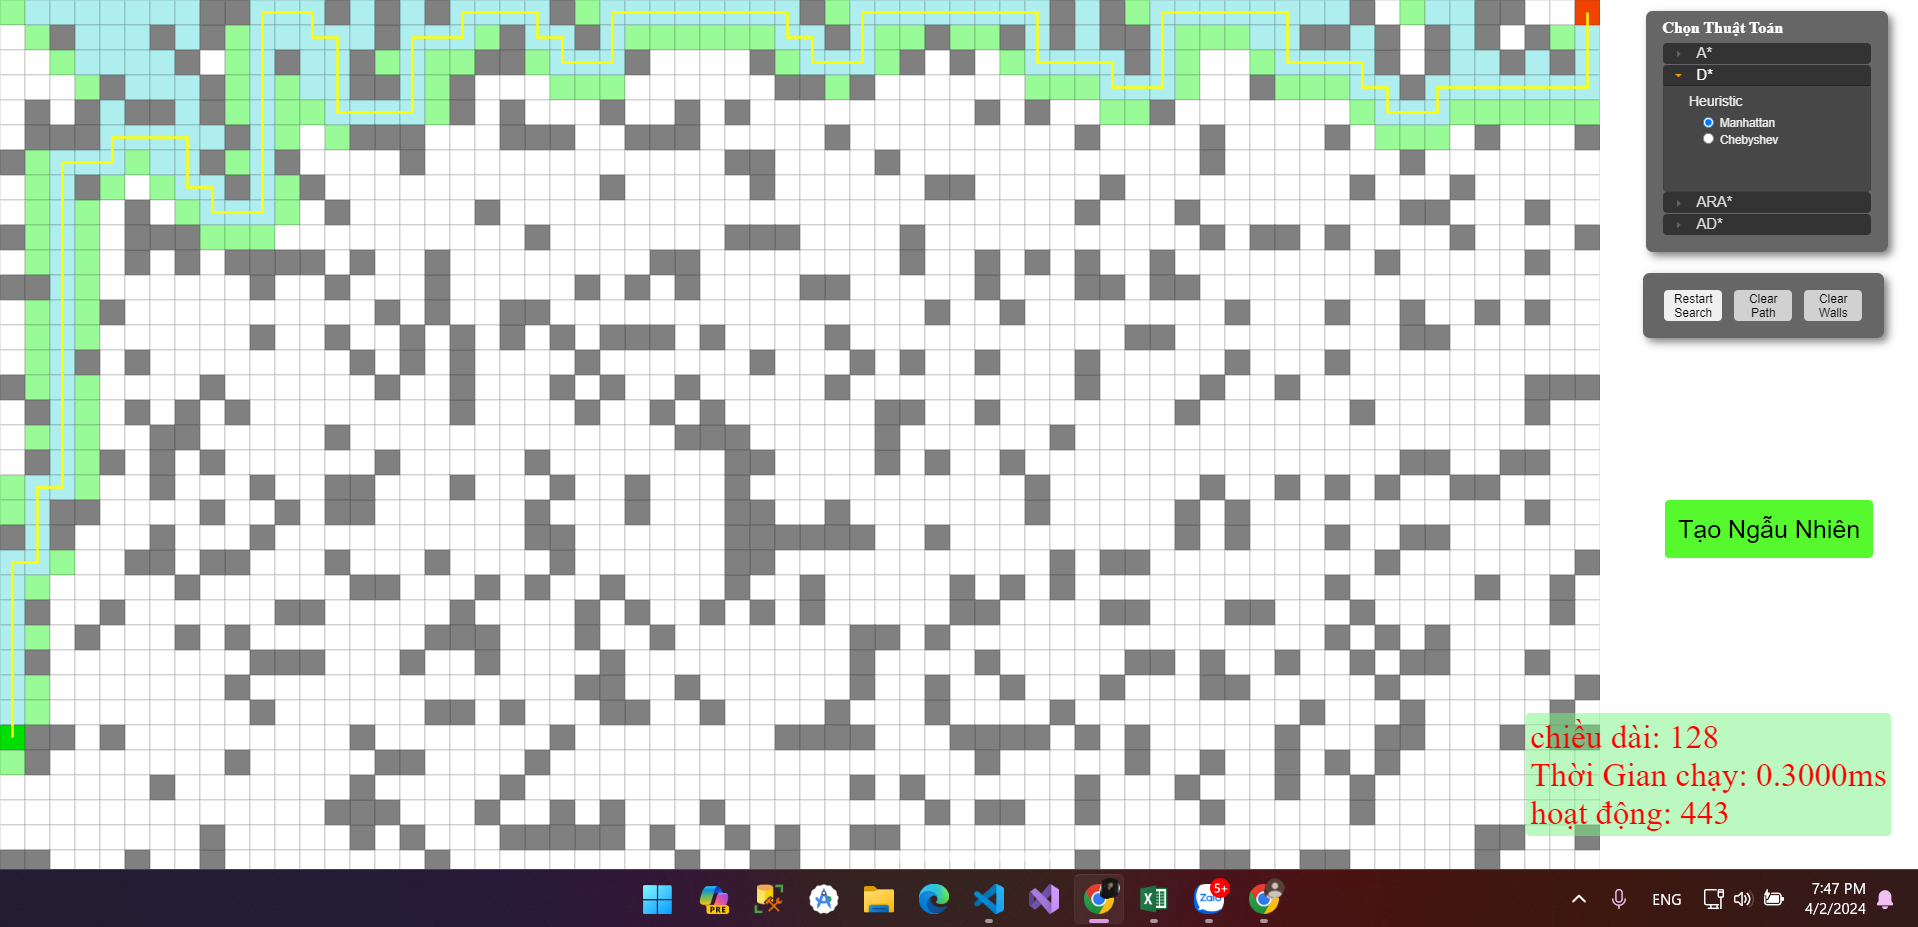 Chọn Thuật Toán
A*
D*
Heuristic
Manhattan
Chebyshev
ARA*
AD*
Restart Search
Clear Path
Clear Walls
Tạo Ngẫu Nhiên
chiều dài: 128
Thời Gian chạy: 0.3000ms
hoạt động: 443
PRE
Zalo
5+
ENG
7:47 PM
4/2/2024